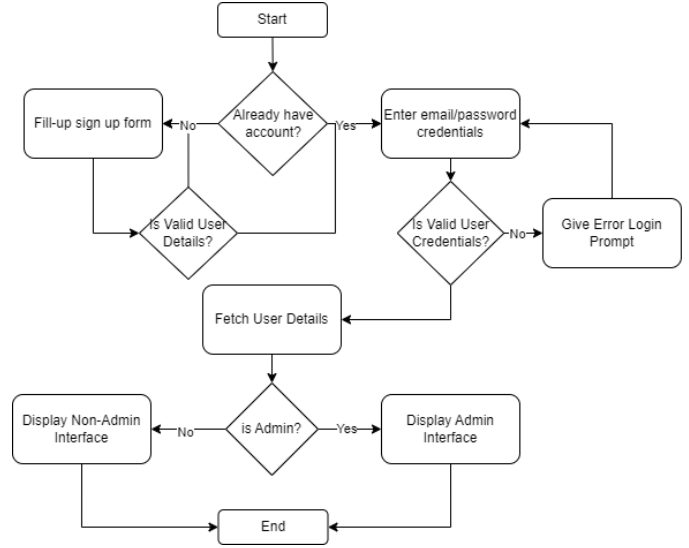 Start
Already have
account?
No
Yes
Fill-up sign up form
Enter email/password
credentials
Is Valid User
Details?
Is Valid User
Credentials?
No
Give Error Login
Prompt
Fetch User Details
is Admin?
No
Yes
Display Non-Admin
Interface
Display Admin
Interface
End